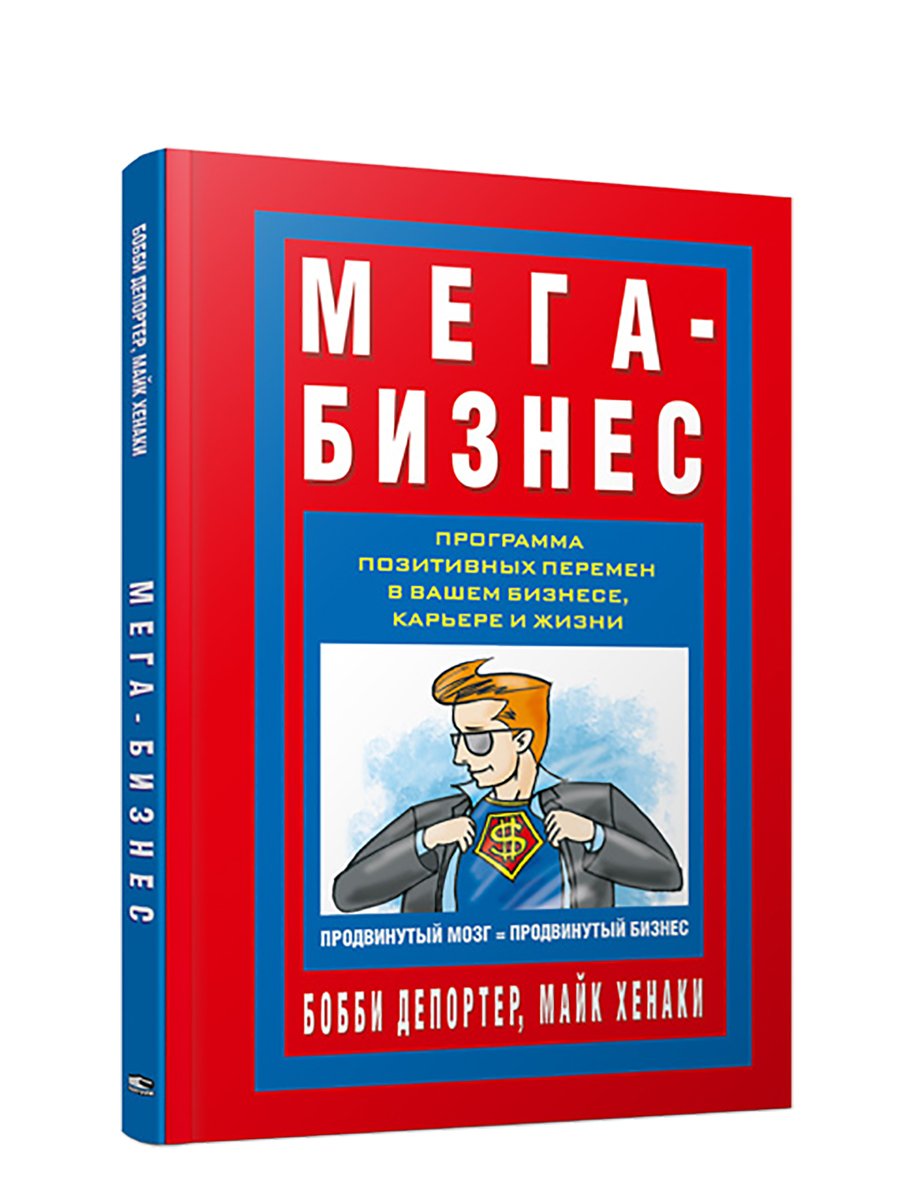 БОББИ ДЕПОРТЕР, МАЙК ХЕНАКИ
МЕГА-БИЗНЕС
МЕГА-
БИЗНЕС
ПРОГРАММА
ПОЗИТИВНЫХ ПЕРЕМЕН
В ВАШЕМ БИЗНЕСЕ,
КАРЬЕРЕ И ЖИЗНИ
$
ПРОДВИНУТЫЙ МОЗГ = ПРОДВИНУТЫЙ БИЗНЕС
БОББИ ДЕПОРТЕР, МАЙК ХЕНАКИ